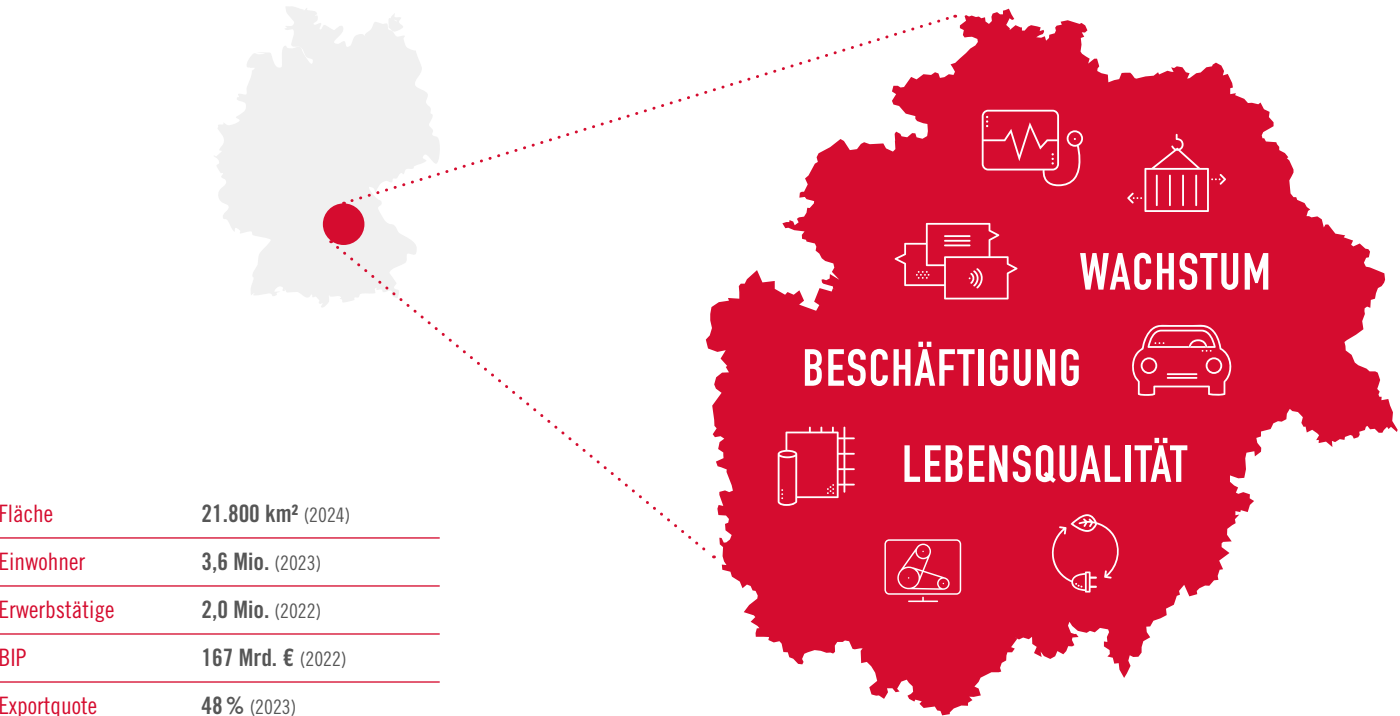 WACHSTUM
BESCHÄFTIGUNG
LEBENSQUALITÄT
Fläche 21.800 km² (2024)
Einwohner 3,6 Mio. (2023)
Erwerbstätige 2,0 Mio. (2022)
BIP 167 Mrd. € (2022)
Exportquote 48 % (2023)